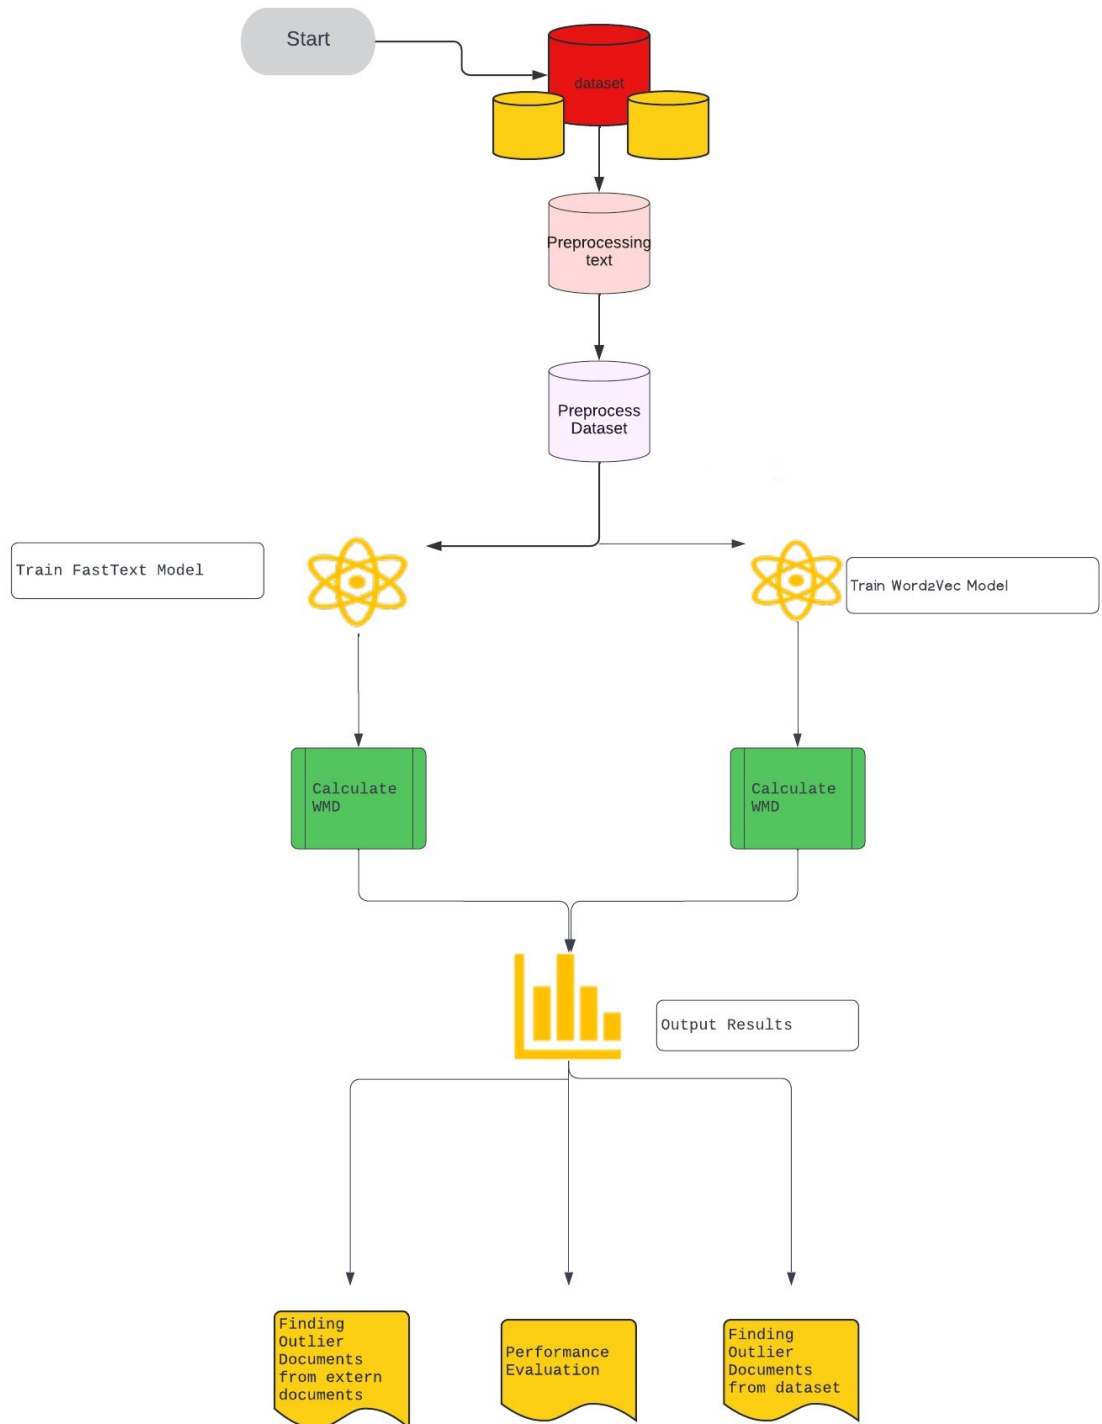 Start
dataset
Preprocessing
text
Preprocess
Dataset
Train FastText Model
Train Word2Vec Model
Calculate
WMD
Calculate
WMD
Output Results
Finding
Outlier
Documents
from extern
documents
Performance
Evaluation
Finding
Outlier
Documents
from dataset